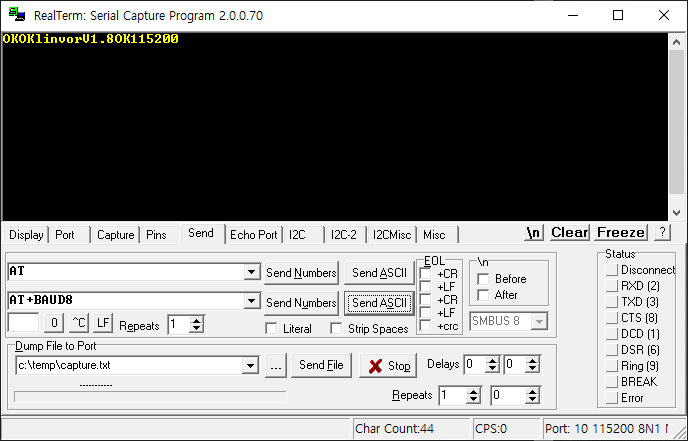 RealTerm: Serial Capture Program 2.0.0.70
OKOKlinvorV1.8OK115200
Display Port Capture Pins Send Echo Port I2C I2C-2 I2CMisc Misc \n Clear Freeze ?
AT Send Numbers Send ASCII
AT+BAUD8 Send Numbers Send ASCII
0 ^C LF Repeats 1 Literal Strip Spaces
EOL
+CR
+LF
+CR
+LF
+crc
\n
Before
After
SMBUS 8
Dump File to Port
c:\temp\capture.txt ... Send File Stop Delays 0 0
Repeats 1 0
Status
Disconnect
RXD (2)
TXD (3)
CTS (8)
DCD (1)
DSR (6)
Ring (9)
BREAK
Error
Char Count:44 CPS:0 Port: 10 115200 8N1